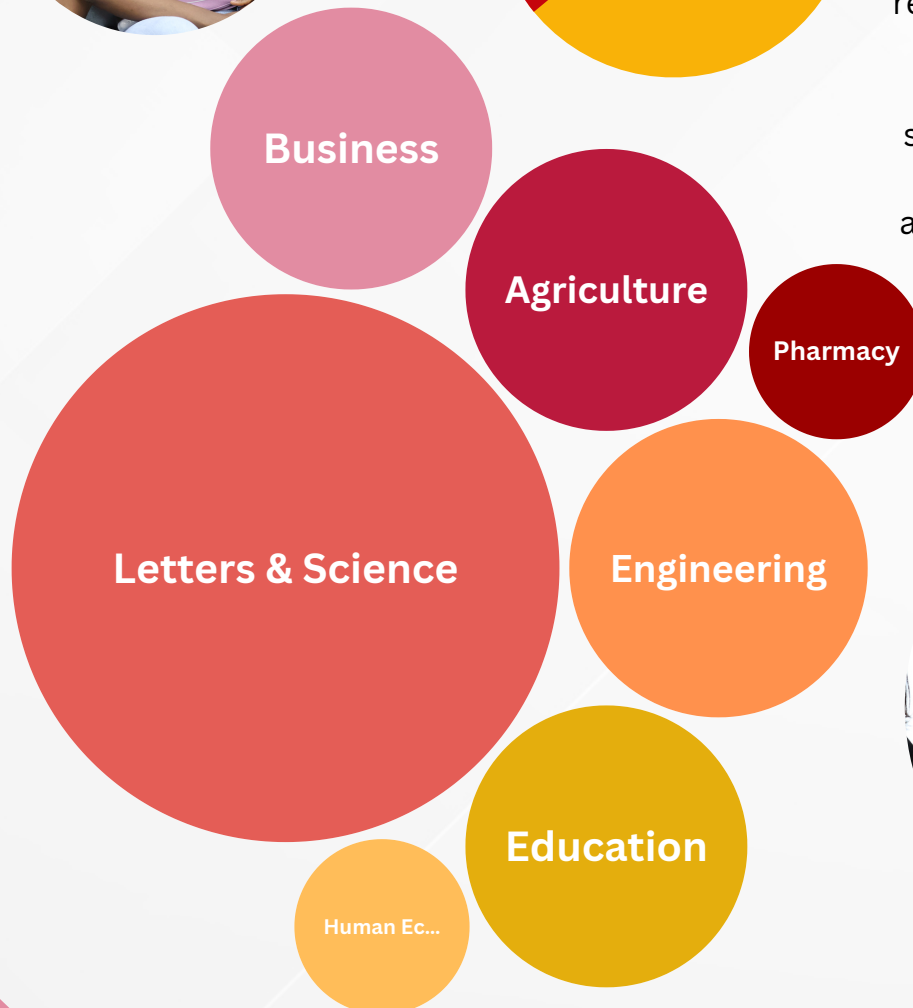 Business
Agriculture
Pharmacy
Letters & Science
Engineering
Education
Human Ec...